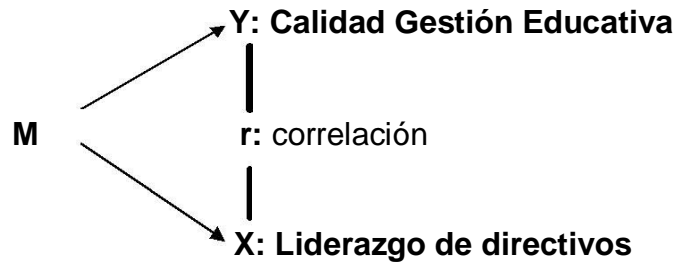 Y: Calidad Gestión Educativa
M
r: correlación
X: Liderazgo de directivos